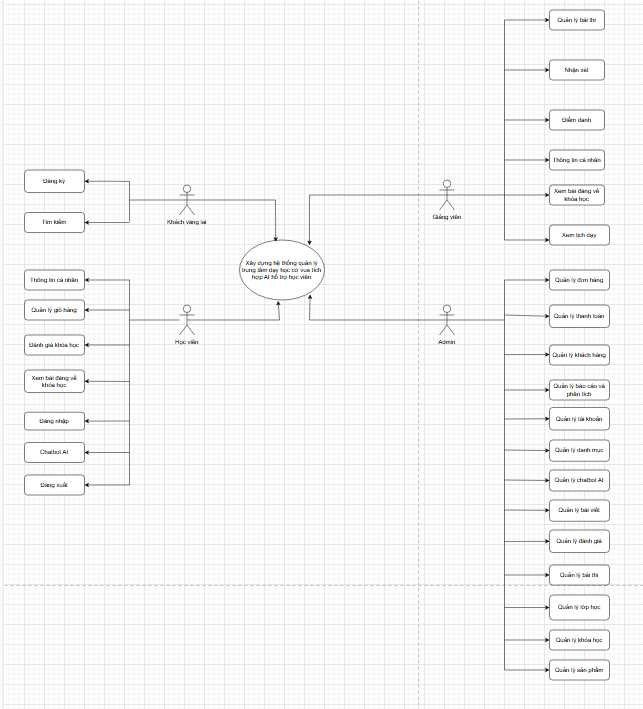 Quản lý bài thi
Nhận xét
Điểm danh
Thông tin cá nhân
Xem bài đăng về
khóa học
Xem lịch dạy
Giảng viên
Đăng ký
Tìm kiếm
Khách vãng lai
Xây dựng hệ thống quản lý
trung tâm dạy học cờ vua tích
hợp AI hỗ trợ học viên
Thông tin cá nhân
Quản lý giỏ hàng
Đánh giá khóa học
Xem bài đăng về
khóa học
Đăng nhập
Chatbot AI
Đăng xuất
Học viên
Admin
Quản lý đơn hàng
Quản lý thanh toán
Quản lý khách hàng
Quản lý báo cáo và
phân tích
Quản lý tài khoản
Quản lý danh mục
Quản lý chatbot AI
Quản lý bài viết
Quản lý đánh giá
Quản lý bài thi
Quản lý lớp học
Quản lý khóa học
Quản lý sản phẩm